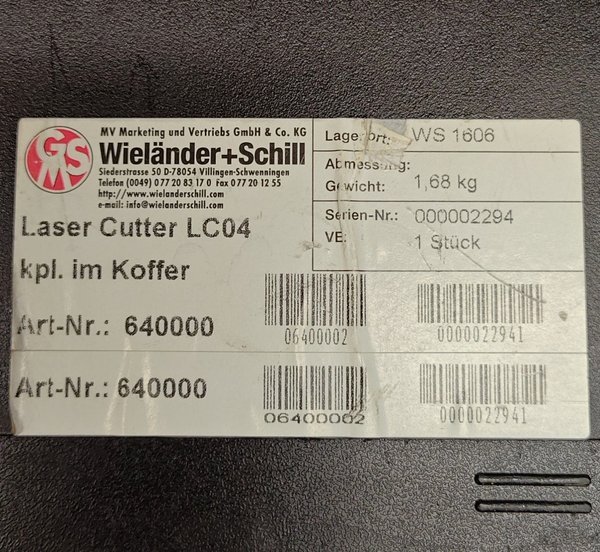 GMS
MV Marketing und Vertriebs GmbH & Co. KG
Wieländer+Schill
Siederstrasse 50 D-78054 Villingen-Schwenningen
Telefon (0049) 077 20 83 17 0 Fax 077 20 12 55
http://www.wielanderschill.com
e-mail: info@wielanderschill.com
Lagerort: WS 1606
Abmessung:
Gewicht: 1,68 kg
Serien-Nr.: 000002294
VE: 1 Stück
Laser Cutter LC04
kpl. im Koffer
Art-Nr.: 640000
06400002
0000022941
Art-Nr.: 640000
06400002
0000022941